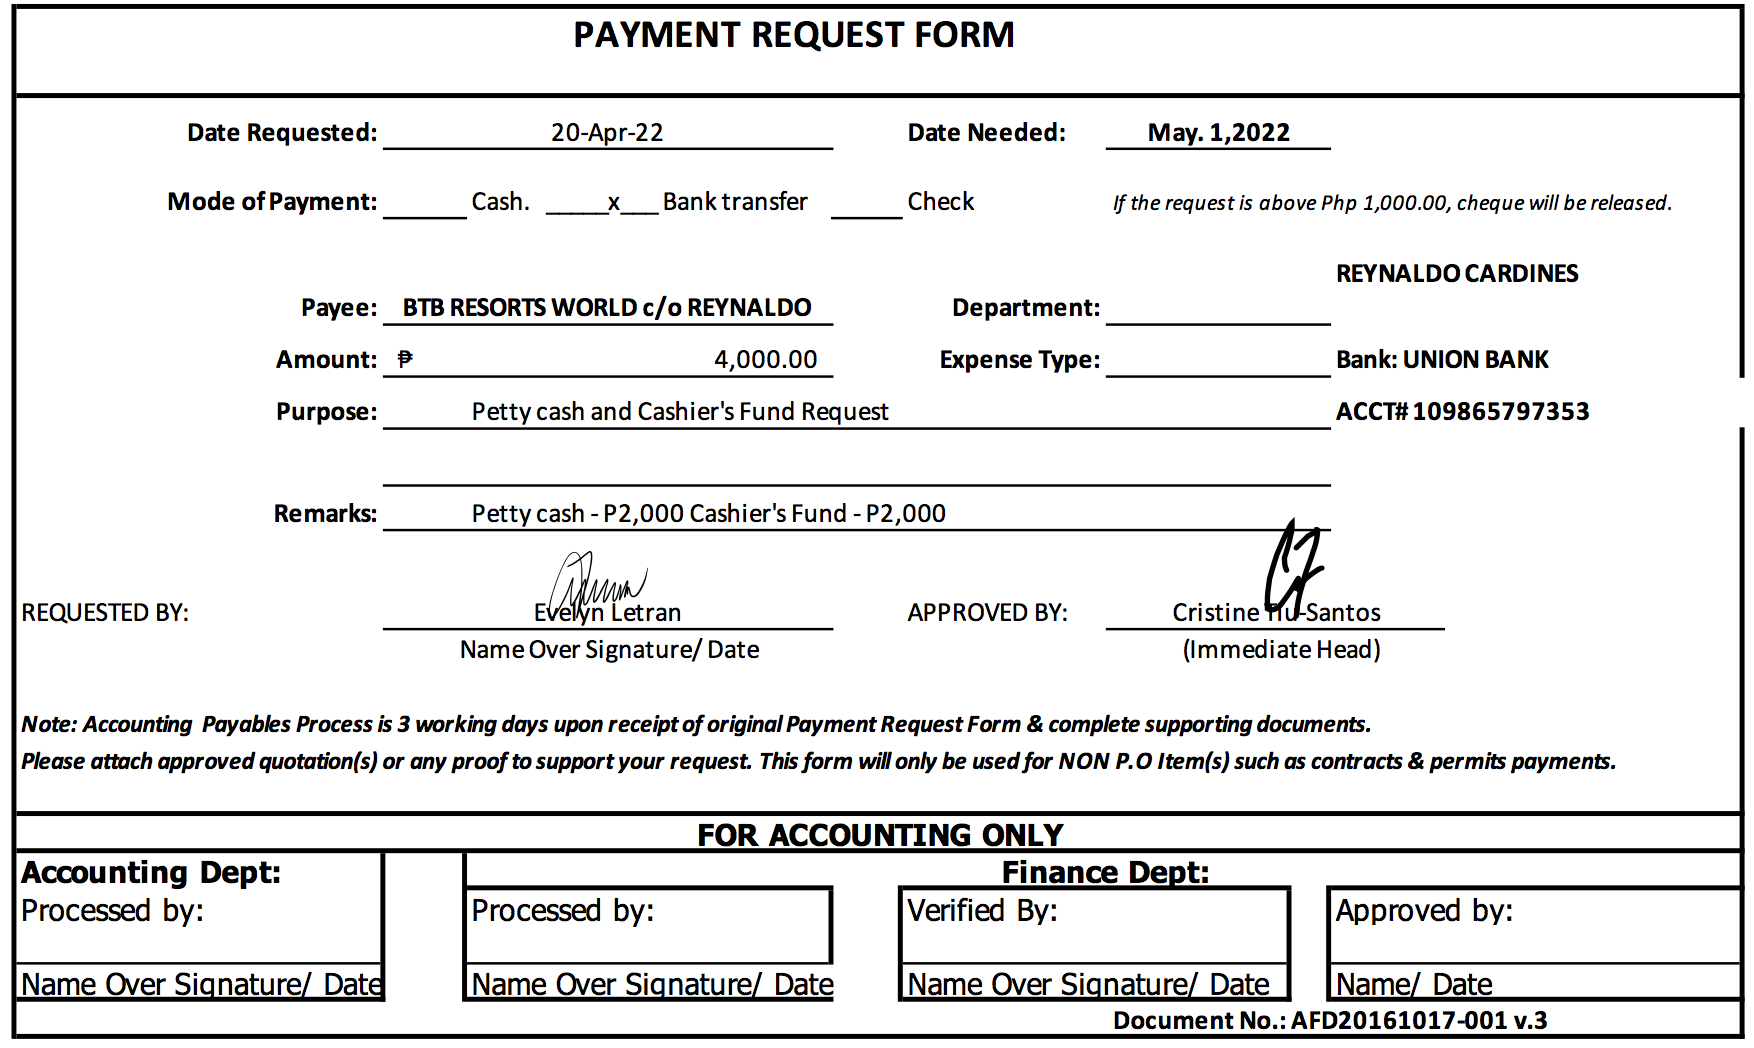 PAYMENT REQUEST FORM
Date Requested: 20-Apr-22 Date Needed: May. 1,2022
Mode of Payment: ______ Cash. _____x___ Bank transfer _____ Check If the request is above Php 1,000.00, cheque will be released.
REYNALDO CARDINES
Payee: BTB RESORTS WORLD c/o REYNALDO Department:
Amount: ₱ 4,000.00 Expense Type: Bank: UNION BANK
Purpose: Petty cash and Cashier's Fund Request ACCT# 109865797353
Remarks: Petty cash - P2,000 Cashier's Fund - P2,000
REQUESTED BY: Evelyn Letran APPROVED BY: Cristine Tiu-Santos
Name Over Signature/ Date (Immediate Head)
Note: Accounting Payables Process is 3 working days upon receipt of original Payment Request Form & complete supporting documents.
Please attach approved quotation(s) or any proof to support your request. This form will only be used for NON P.O Item(s) such as contracts & permits payments.
FOR ACCOUNTING ONLY
Accounting Dept: Finance Dept:
Processed by: Processed by: Verified By: Approved by:
Name Over Signature/ Date Name Over Signature/ Date Name Over Signature/ Date Name/ Date
Document No.: AFD20161017-001 v.3